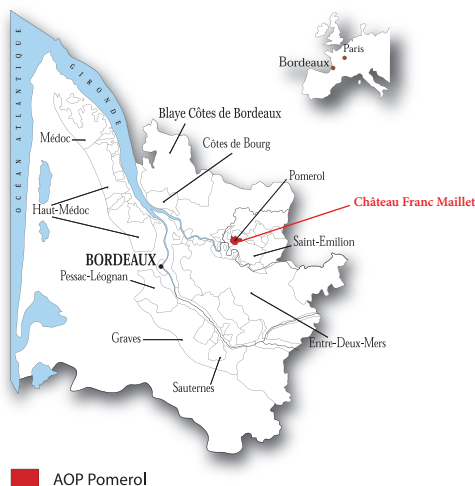 Paris
Bordeaux
OCÉAN ATLANTIQUE
GIRONDE
Blaye Côtes de Bordeaux
Médoc
Côtes de Bourg
Pomerol
Château Franc Maillet
Haut-Médoc
Saint-Emilion
BORDEAUX
Pessac-Léognan
Graves
Entre-Deux-Mers
Sauternes
AOP Pomerol